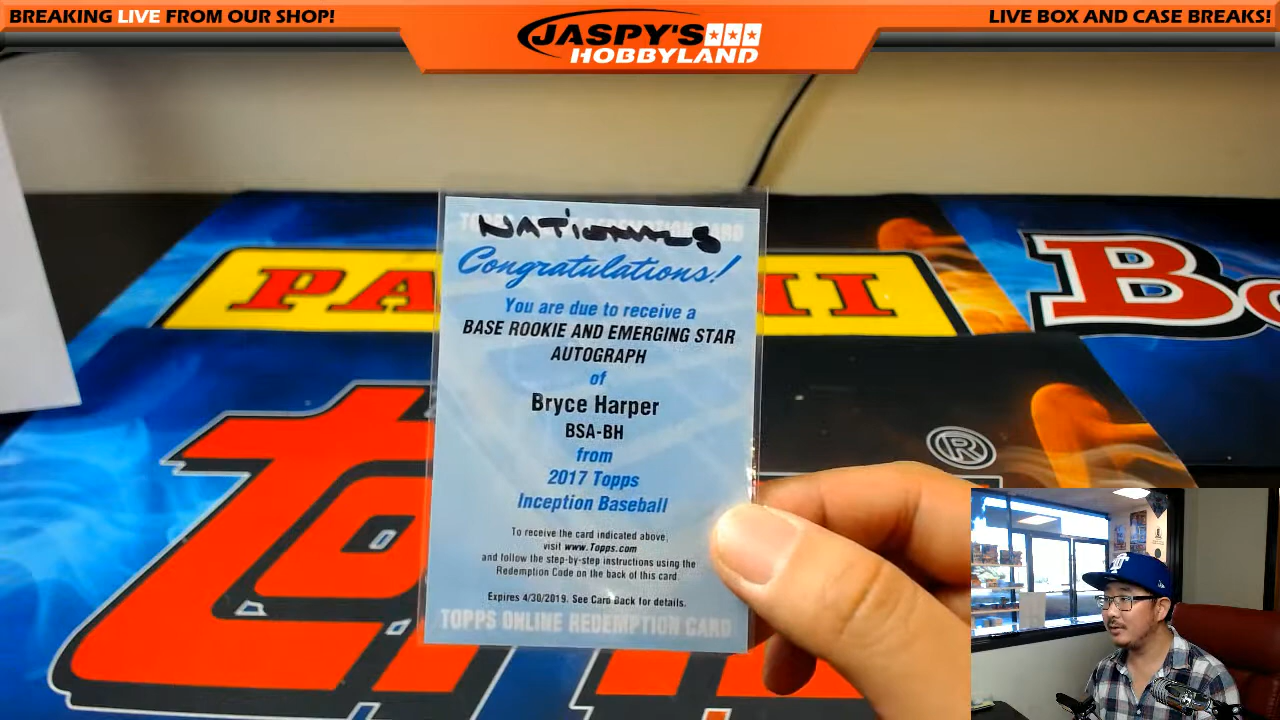 BREAKING LIVE FROM OUR SHOP!
JASPY'S
HOBBYLAND
LIVE BOX AND CASE BREAKS!
NATIONALS
Congratulations!
You are due to receive a
BASE ROOKIE AND EMERGING STAR
AUTOGRAPH
of
Bryce Harper
BSA-BH
from
2017 Topps
Inception Baseball
To receive the card indicated above,
visit www.Topps.com
and follow the step-by-step instructions using the
Redemption Code on the back of this card.
Expires 4/30/2019. See Card Back for details.
TOPPS ONLINE REDEMPTION CARD
PA
II
B
®